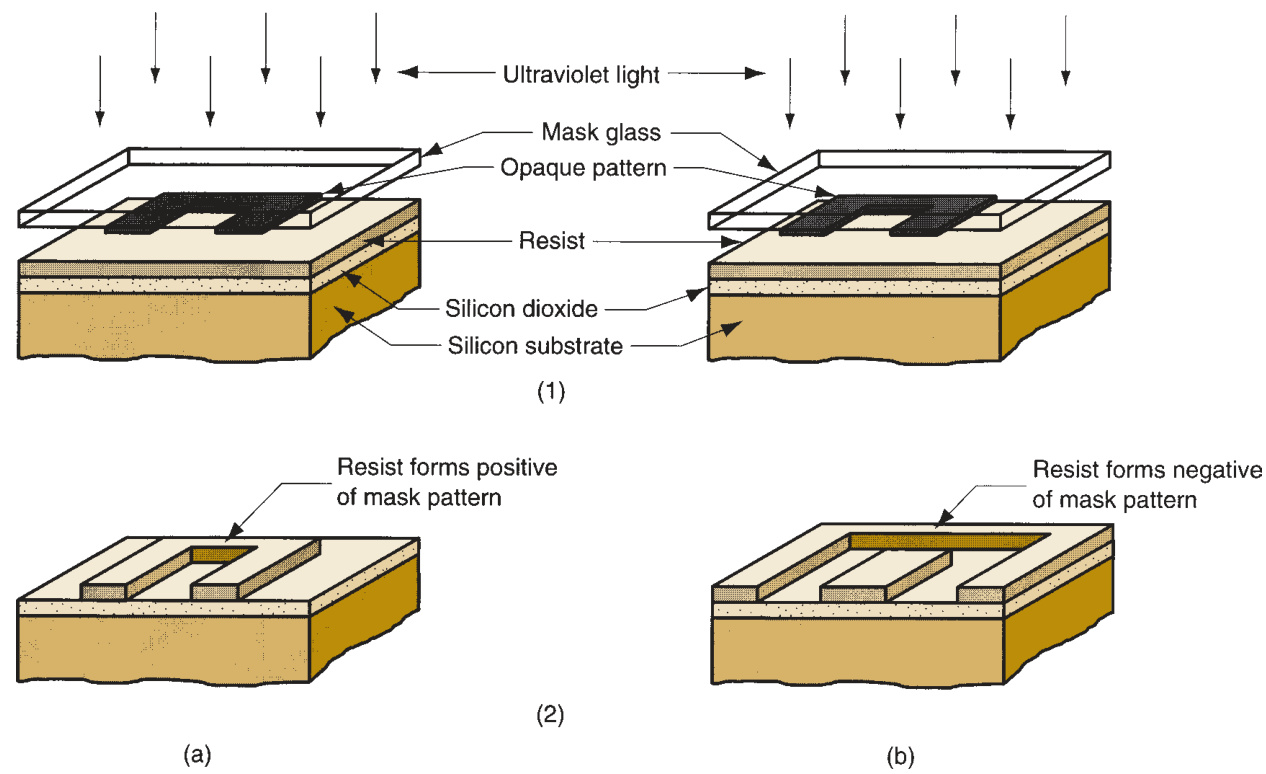 Ultraviolet light
Mask glass
Opaque pattern
Resist
Silicon dioxide
Silicon substrate
(1)
Resist forms positive
of mask pattern
Resist forms negative
of mask pattern
(2)
(a)
(b)